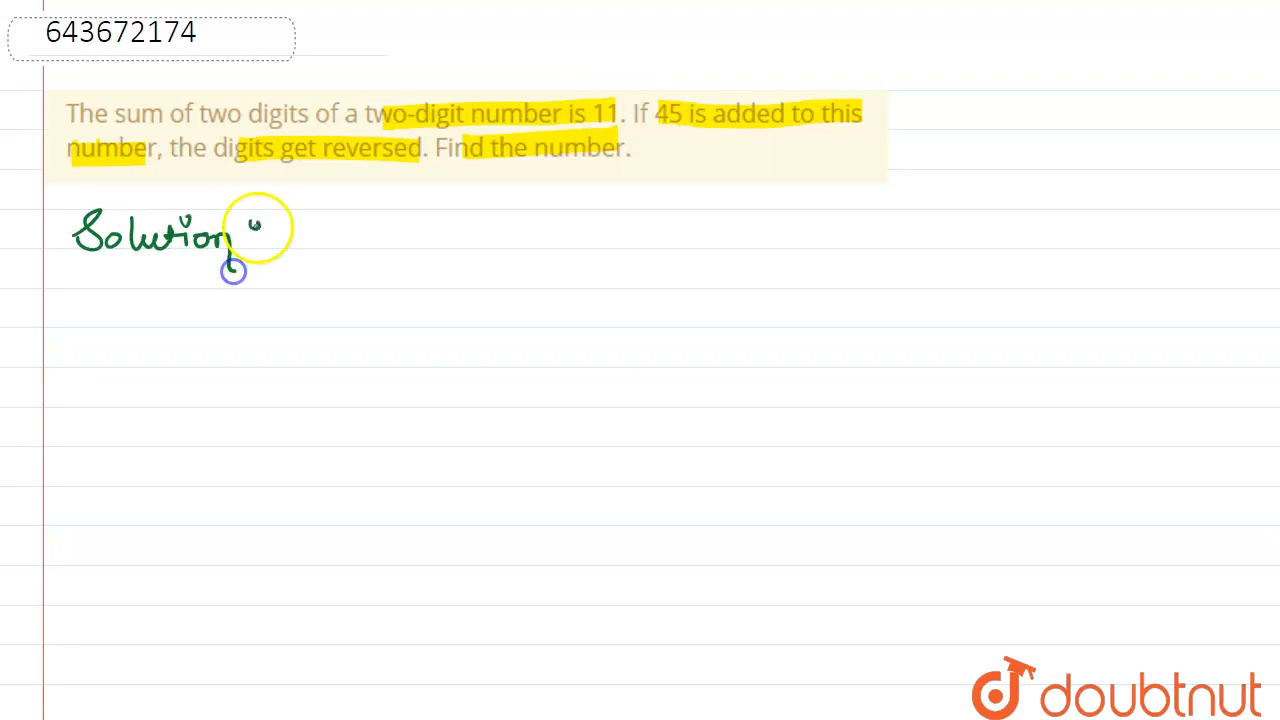 643672174
The sum of two digits of a two-digit number is 11. If 45 is added to this
number, the digits get reversed. Find the number.
Solution
doubtnut